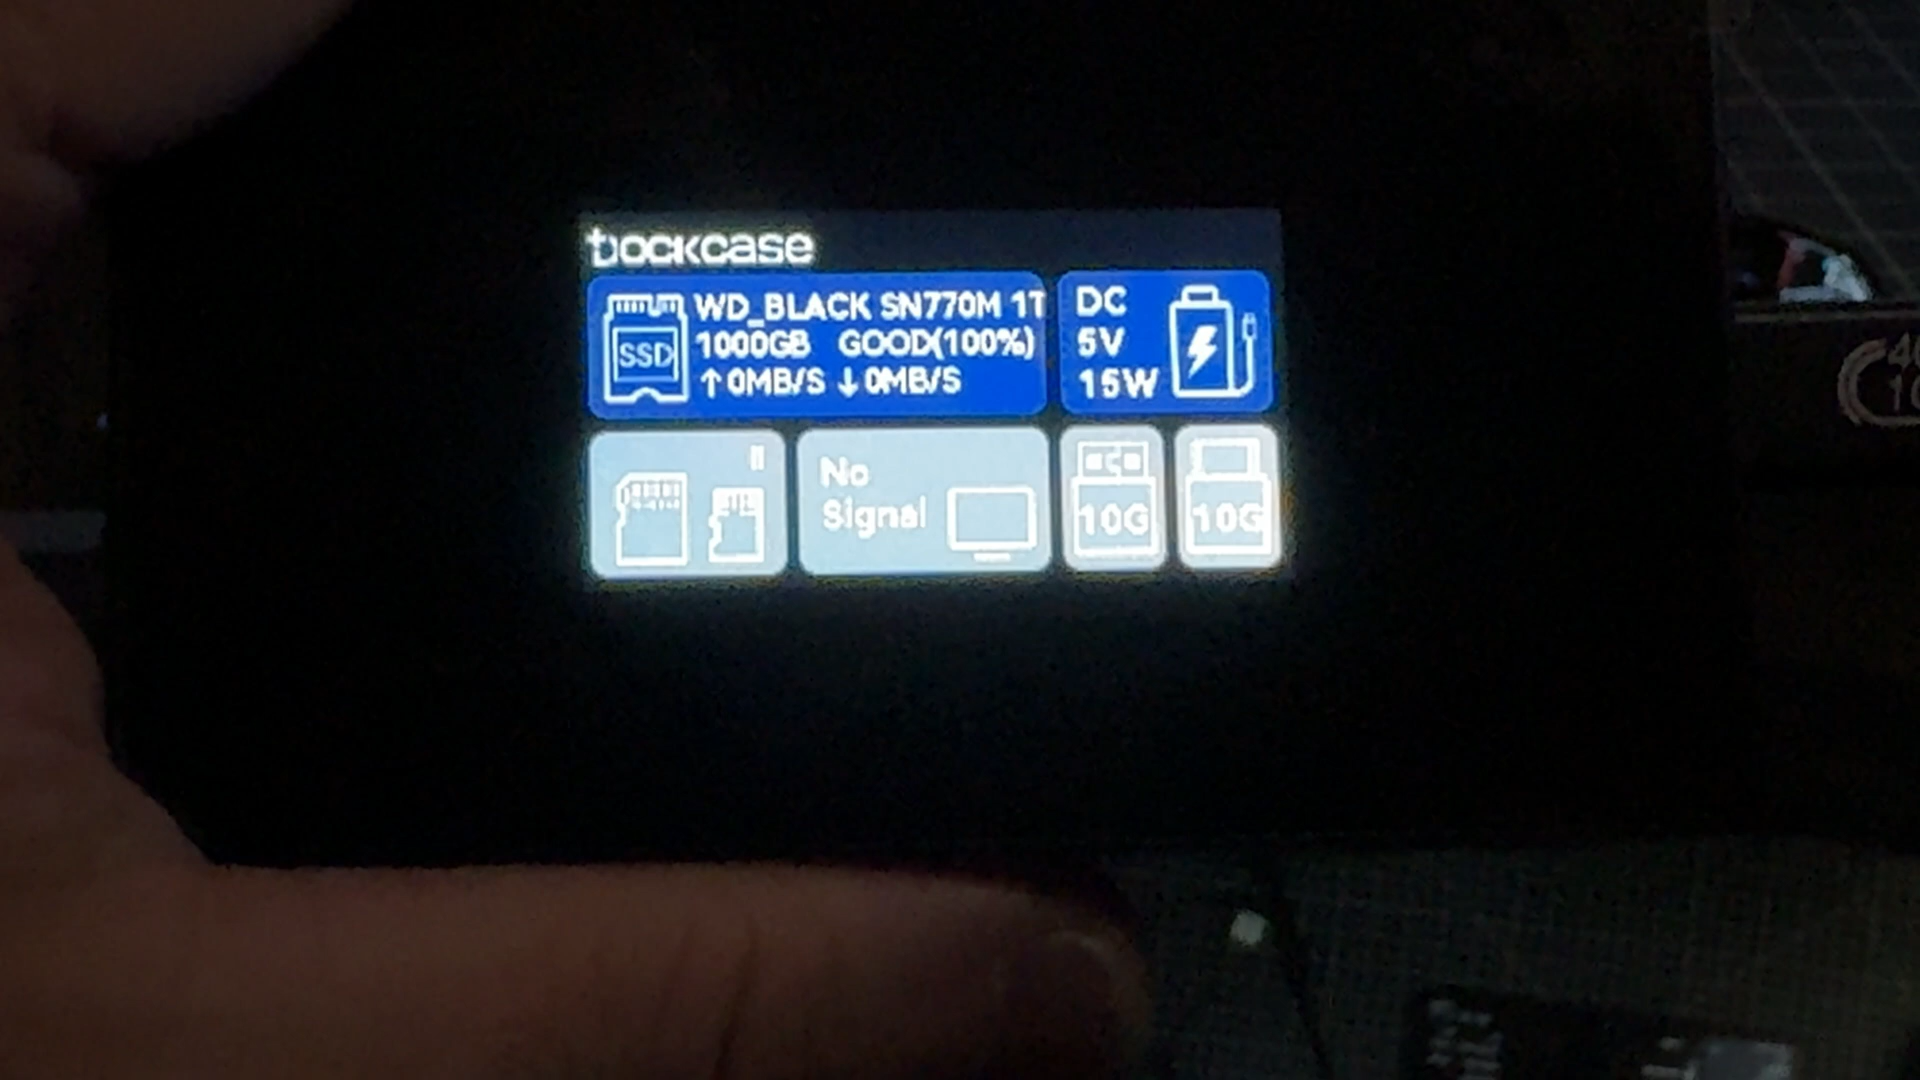 dockcase
WD_BLACK SN770M 1T
1000GB GOOD(100%)
↑0MB/S ↓0MB/S
SSD
DC
5V
15W
No
Signal
10G
10G